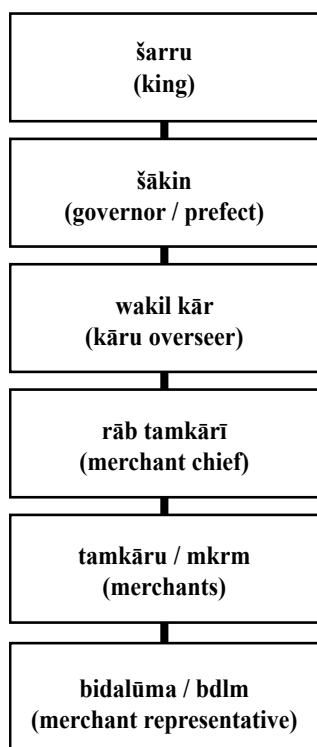 šarru
(king)
šākin
(governor / prefect)
wakil kār
(kāru overseer)
rāb tamkārī
(merchant chief)
tamkāru / mkrm
(merchants)
bidalūma / bdlm
(merchant representative)